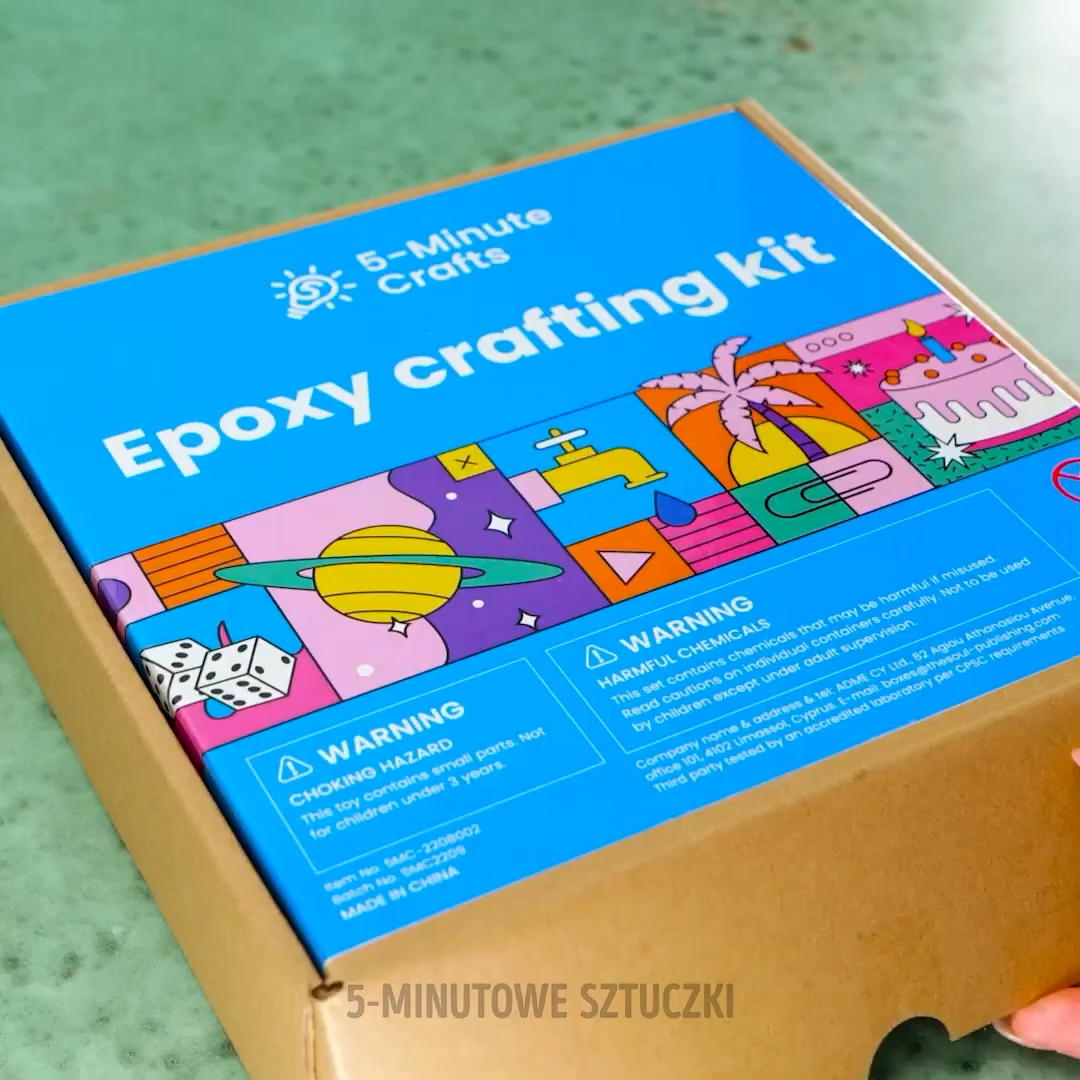 5-Minute
Crafts
Epoxy crafting kit
WARNING
CHOKING HAZARD
This toy contains small parts. Not
for children under 3 years.
Item No. 5MC-2208002
Batch No. 5MC2209
MADE IN CHINA
WARNING
HARMFUL CHEMICALS
This set contains chemicals that may be harmful if misused.
Read cautions on individual containers carefully. Not to be used
by children except under adult supervision.
Company name & address & tel: ADME CY Ltd., 82 Agiou Athanasiou Avenue,
office 101, 4102 Limassol, Cyprus. E-mail: boxes@thesoul-publishing.com
Third party tested by an accredited laboratory per CPSC requirements
5-MINUTOWE SZTUCZKI